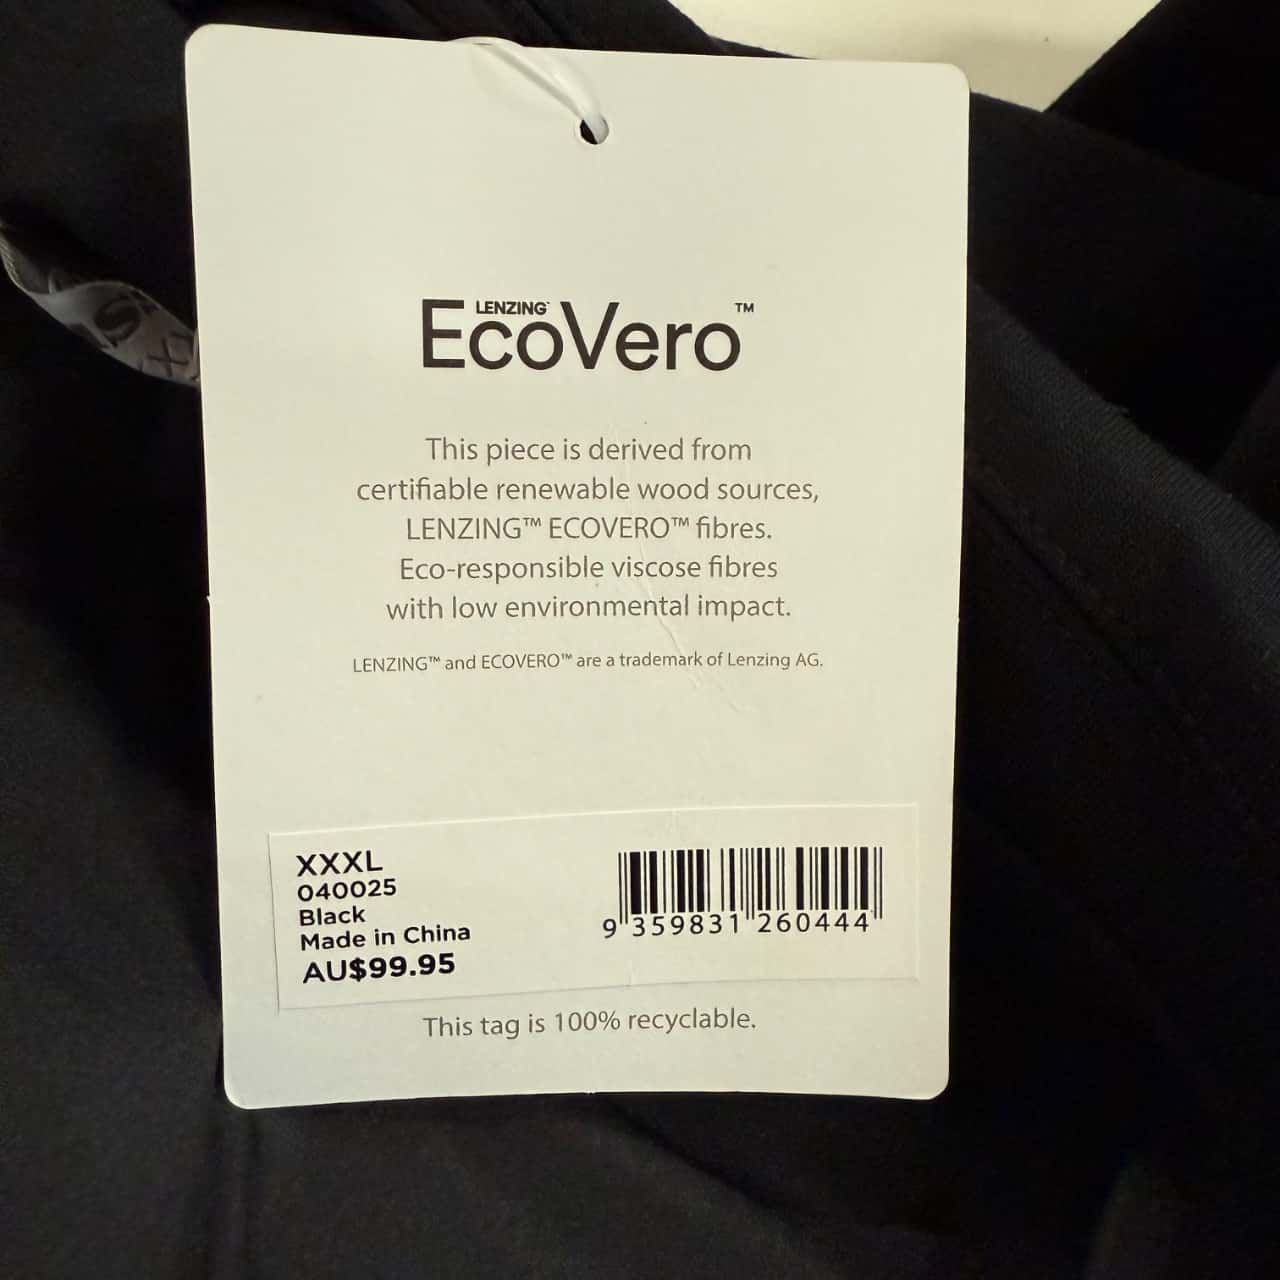 LENZING
EcoVero™
This piece is derived from
certifiable renewable wood sources,
LENZING™ ECOVERO™ fibres.
Eco-responsible viscose fibres
with low environmental impact.
LENZING™ and ECOVERO™ are a trademark of Lenzing AG.
XXXL
040025
Black
Made in China
AU$99.95
9 359831 260444
This tag is 100% recyclable.